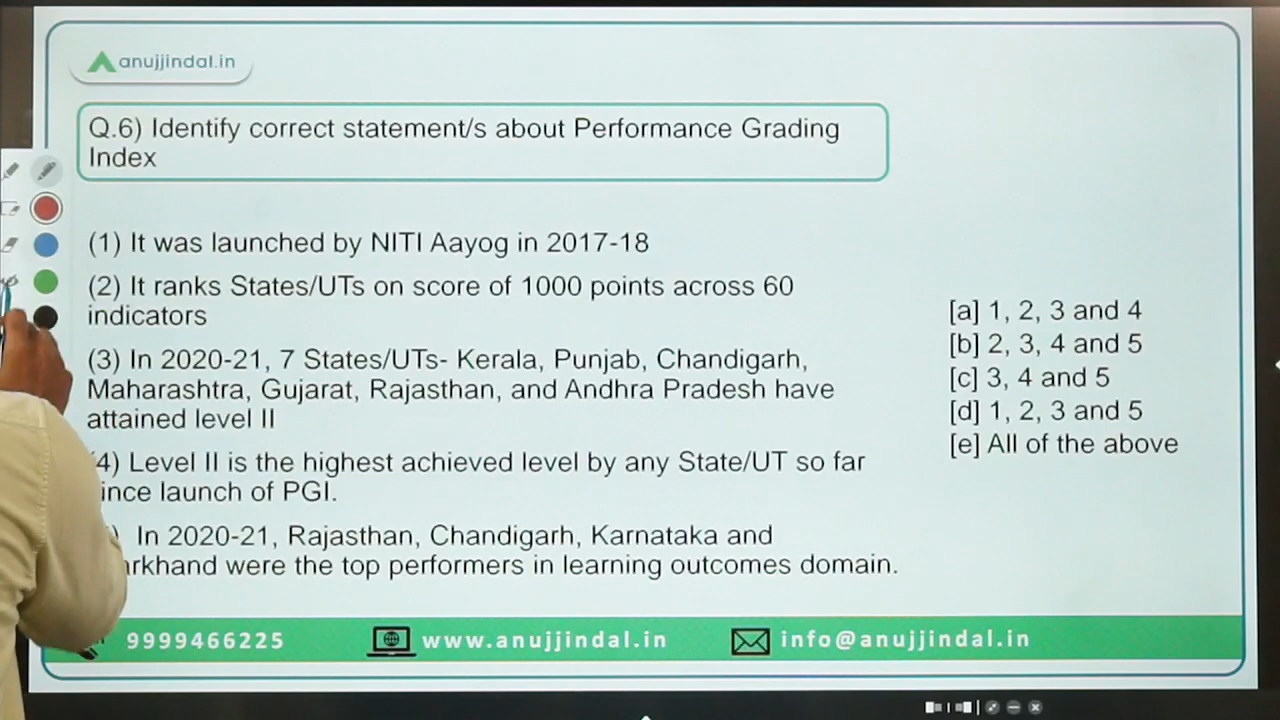 anujjindal.in
Q.6) Identify correct statement/s about Performance Grading
Index
(1) It was launched by NITI Aayog in 2017-18
(2) It ranks States/UTs on score of 1000 points across 60
indicators
(3) In 2020-21, 7 States/UTs- Kerala, Punjab, Chandigarh,
Maharashtra, Gujarat, Rajasthan, and Andhra Pradesh have
attained level II
4) Level II is the highest achieved level by any State/UT so far
ince launch of PGI.
) In 2020-21, Rajasthan, Chandigarh, Karnataka and
arkhand were the top performers in learning outcomes domain.
[a] 1, 2, 3 and 4
[b] 2, 3, 4 and 5
[c] 3, 4 and 5
[d] 1, 2, 3 and 5
[e] All of the above
9999466225 www.anujjindal.in info@anujjindal.in